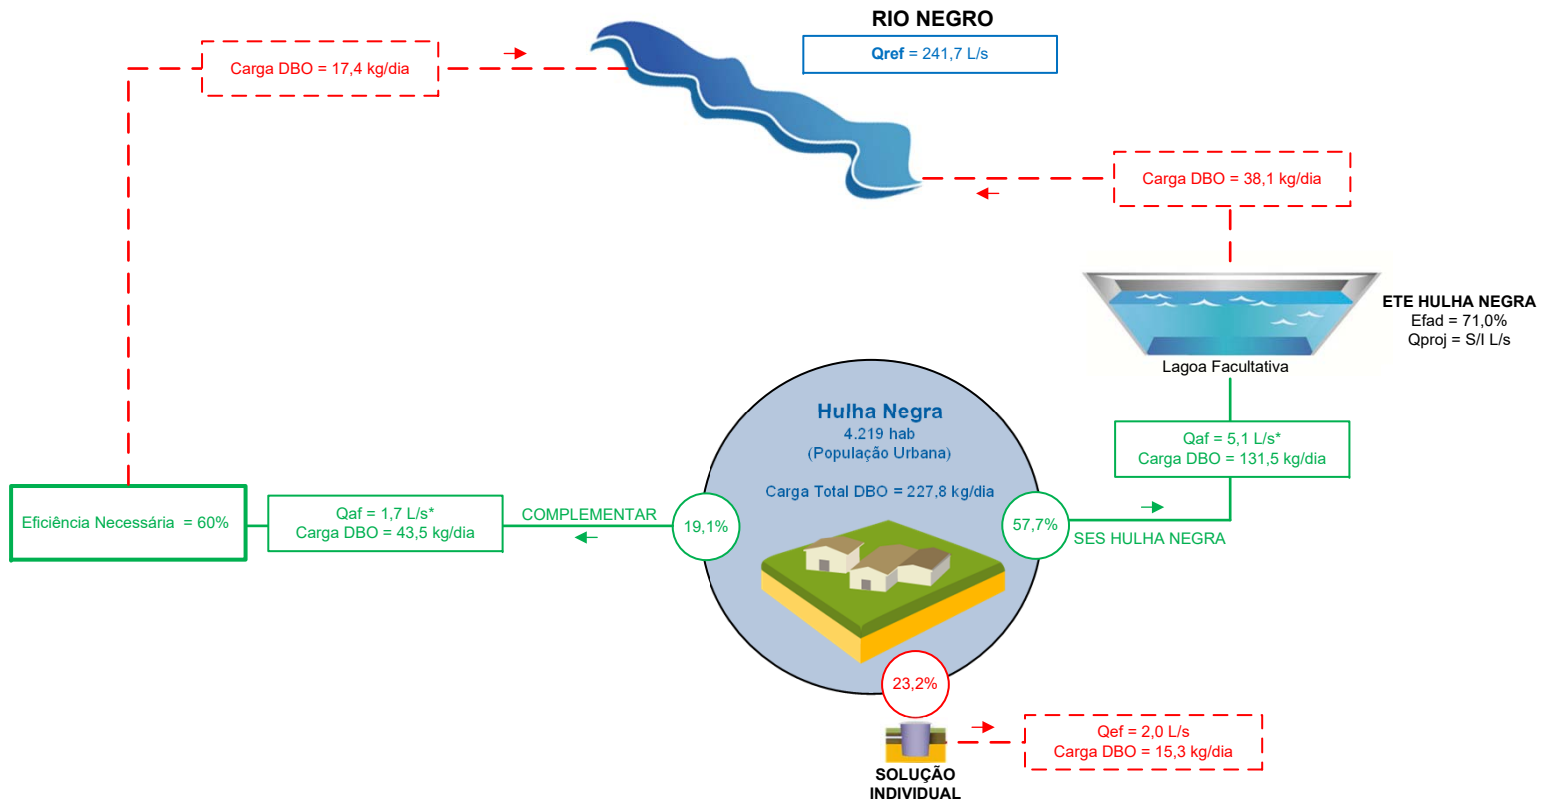 RIO NEGRO
Qref = 241,7 L/s
Carga DBO = 17,4 kg/dia
Carga DBO = 38,1 kg/dia
ETE HULHA NEGRA
Efad = 71,0%
Qproj = S/I L/s
Lagoa Facultativa
Hulha Negra
4.219 hab
(População Urbana)
Carga Total DBO = 227,8 kg/dia
Qaf = 5,1 L/s*
Carga DBO = 131,5 kg/dia
Eficiência Necessária = 60%
Qaf = 1,7 L/s*
Carga DBO = 43,5 kg/dia
COMPLEMENTAR
19,1%
57,7%
SES HULHA NEGRA
23,2%
Qef = 2,0 L/s
Carga DBO = 15,3 kg/dia
SOLUÇÃO
INDIVIDUAL